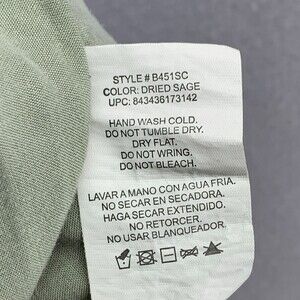 STYLE # B451SC
COLOR: DRIED SAGE
UPC: 843436173142
HAND WASH COLD.
DO NOT TUMBLE DRY.
DRY FLAT.
DO NOT WRING.
DO NOT BLEACH.
LAVAR A MANO CON AGUA FRIA.
NO SECAR EN SECADORA.
HAGA SECAR EXTENDIDO.
NO RETORCER.
NO USAR BLANQUEADOR.